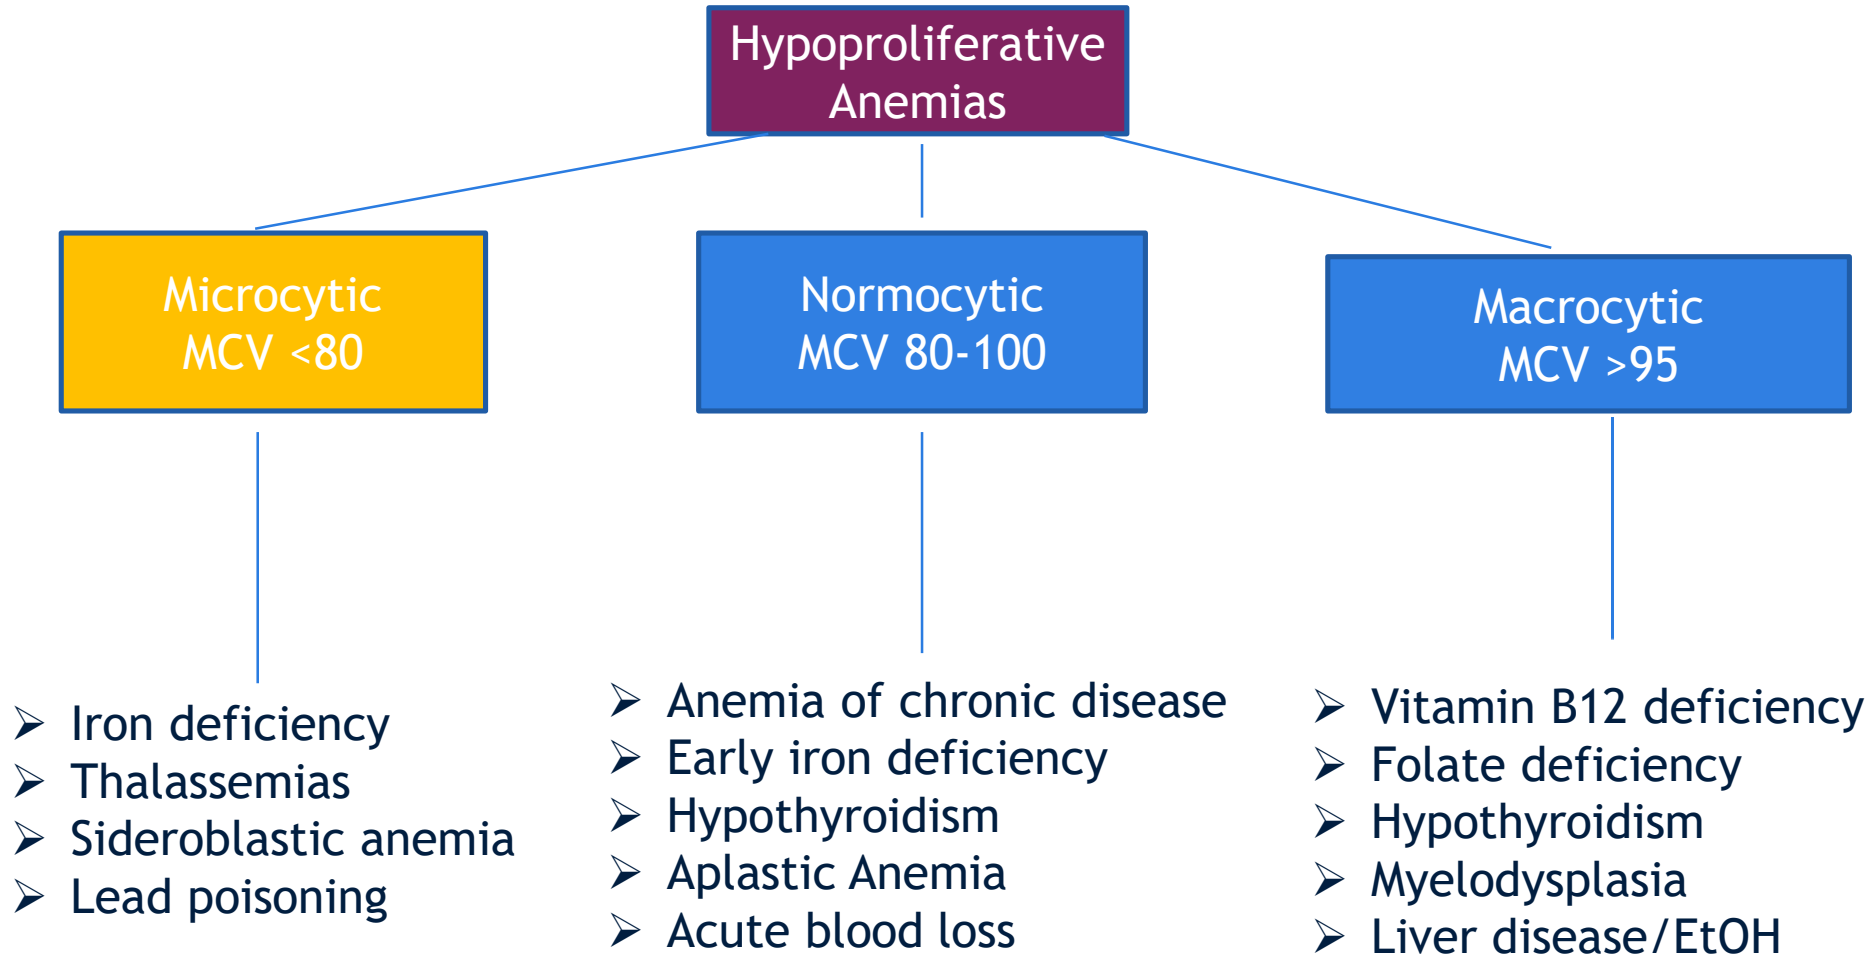 Hypoproliferative
Anemias
Microcytic
MCV <80
Normocytic
MCV 80-100
Macrocytic
MCV >95
➢ Iron deficiency
➢ Thalassemias
➢ Sideroblastic anemia
➢ Lead poisoning
➢ Anemia of chronic disease
➢ Early iron deficiency
➢ Hypothyroidism
➢ Aplastic Anemia
➢ Acute blood loss
➢ Vitamin B12 deficiency
➢ Folate deficiency
➢ Hypothyroidism
➢ Myelodysplasia
➢ Liver disease/EtOH